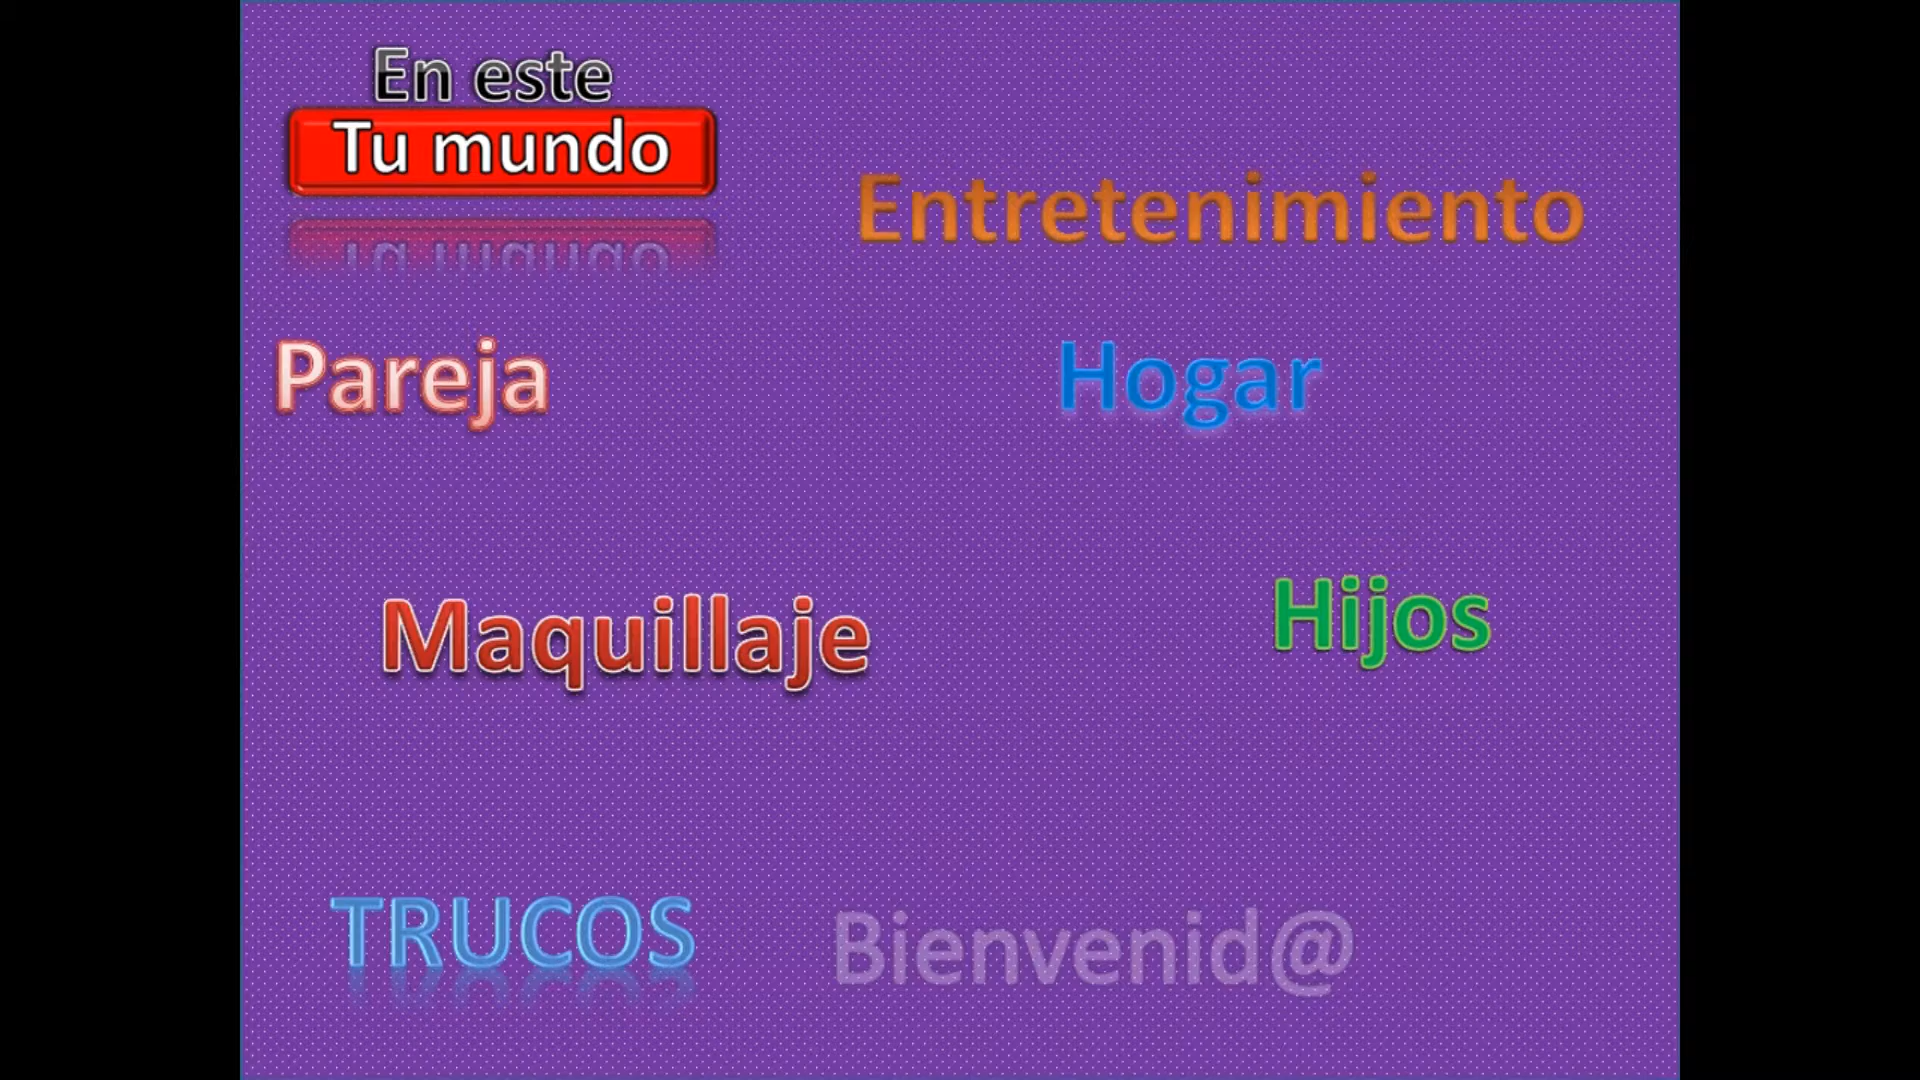 En este
Tu mundo
Entretenimiento
Pareja
Hogar
Maquillaje
Hijos
TRUCOS
Bienvenid@